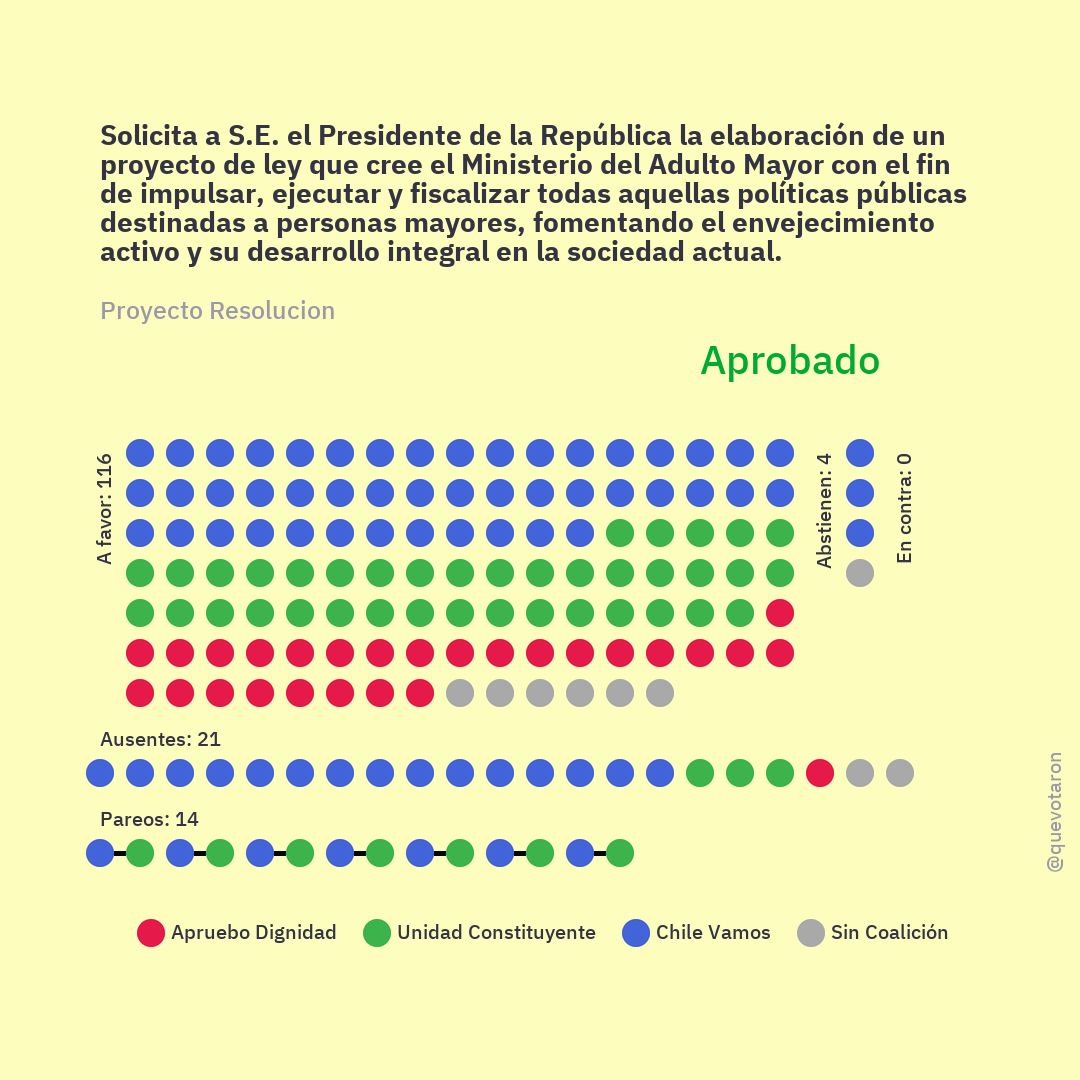 Solicita a S.E. el Presidente de la República la elaboración de un
proyecto de ley que cree el Ministerio del Adulto Mayor con el fin
de impulsar, ejecutar y fiscalizar todas aquellas políticas públicas
destinadas a personas mayores, fomentando el envejecimiento
activo y su desarrollo integral en la sociedad actual.
Proyecto Resolucion
Aprobado
A favor: 116
Abstienen: 4
En contra: 0
Ausentes: 21
Pareos: 14
@quevotaron
Apruebo Dignidad
Unidad Constituyente
Chile Vamos
Sin Coalición